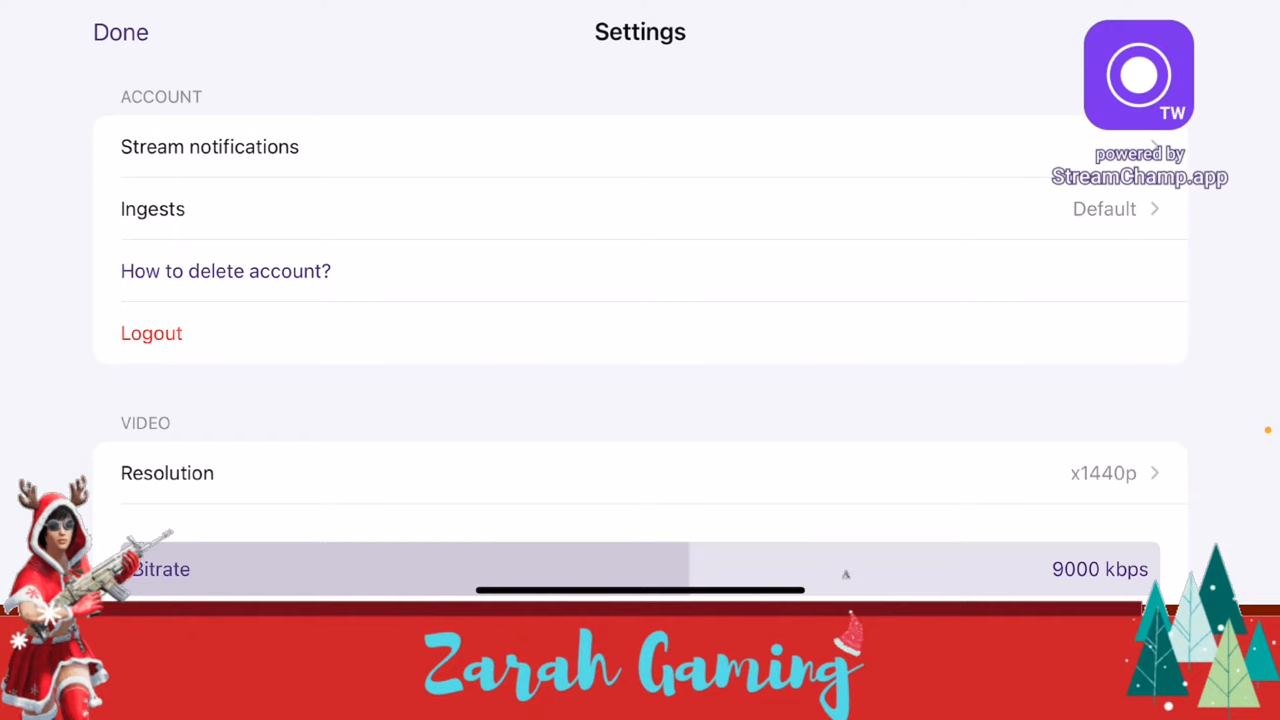 Done
Settings
TW
powered by
StreamChamp.app
ACCOUNT
Stream notifications
Ingests
Default
How to delete account?
Logout
VIDEO
Resolution
x1440p
Bitrate
9000 kbps
Zarah Gaming